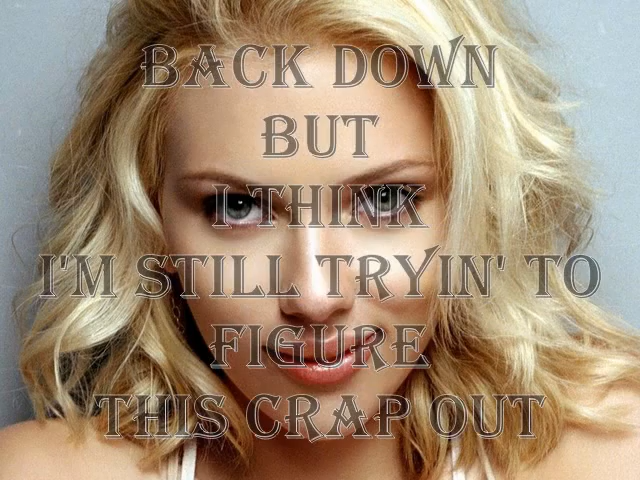 BACK DOWN
BUT
I THINK
I'M STILL TRYIN' TO
FIGURE
THIS CRAP OUT